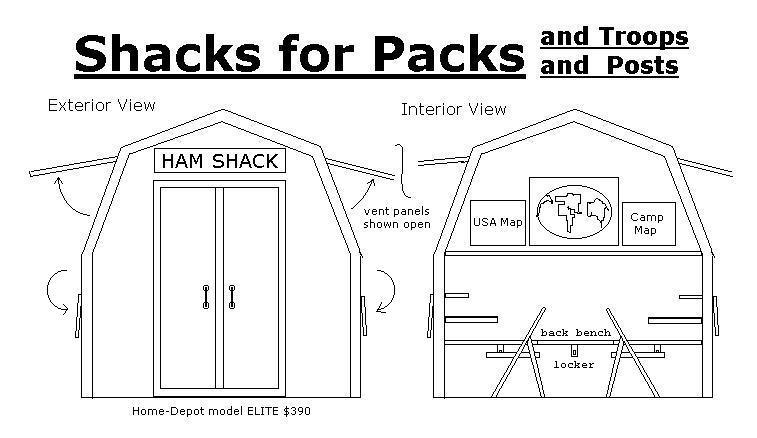 Shacks for Packs
and Troops
and Posts
Exterior View
Interior View
HAM SHACK
vent panels
shown open
USA Map
Camp
Map
back bench
locker
Home-Depot model ELITE $390